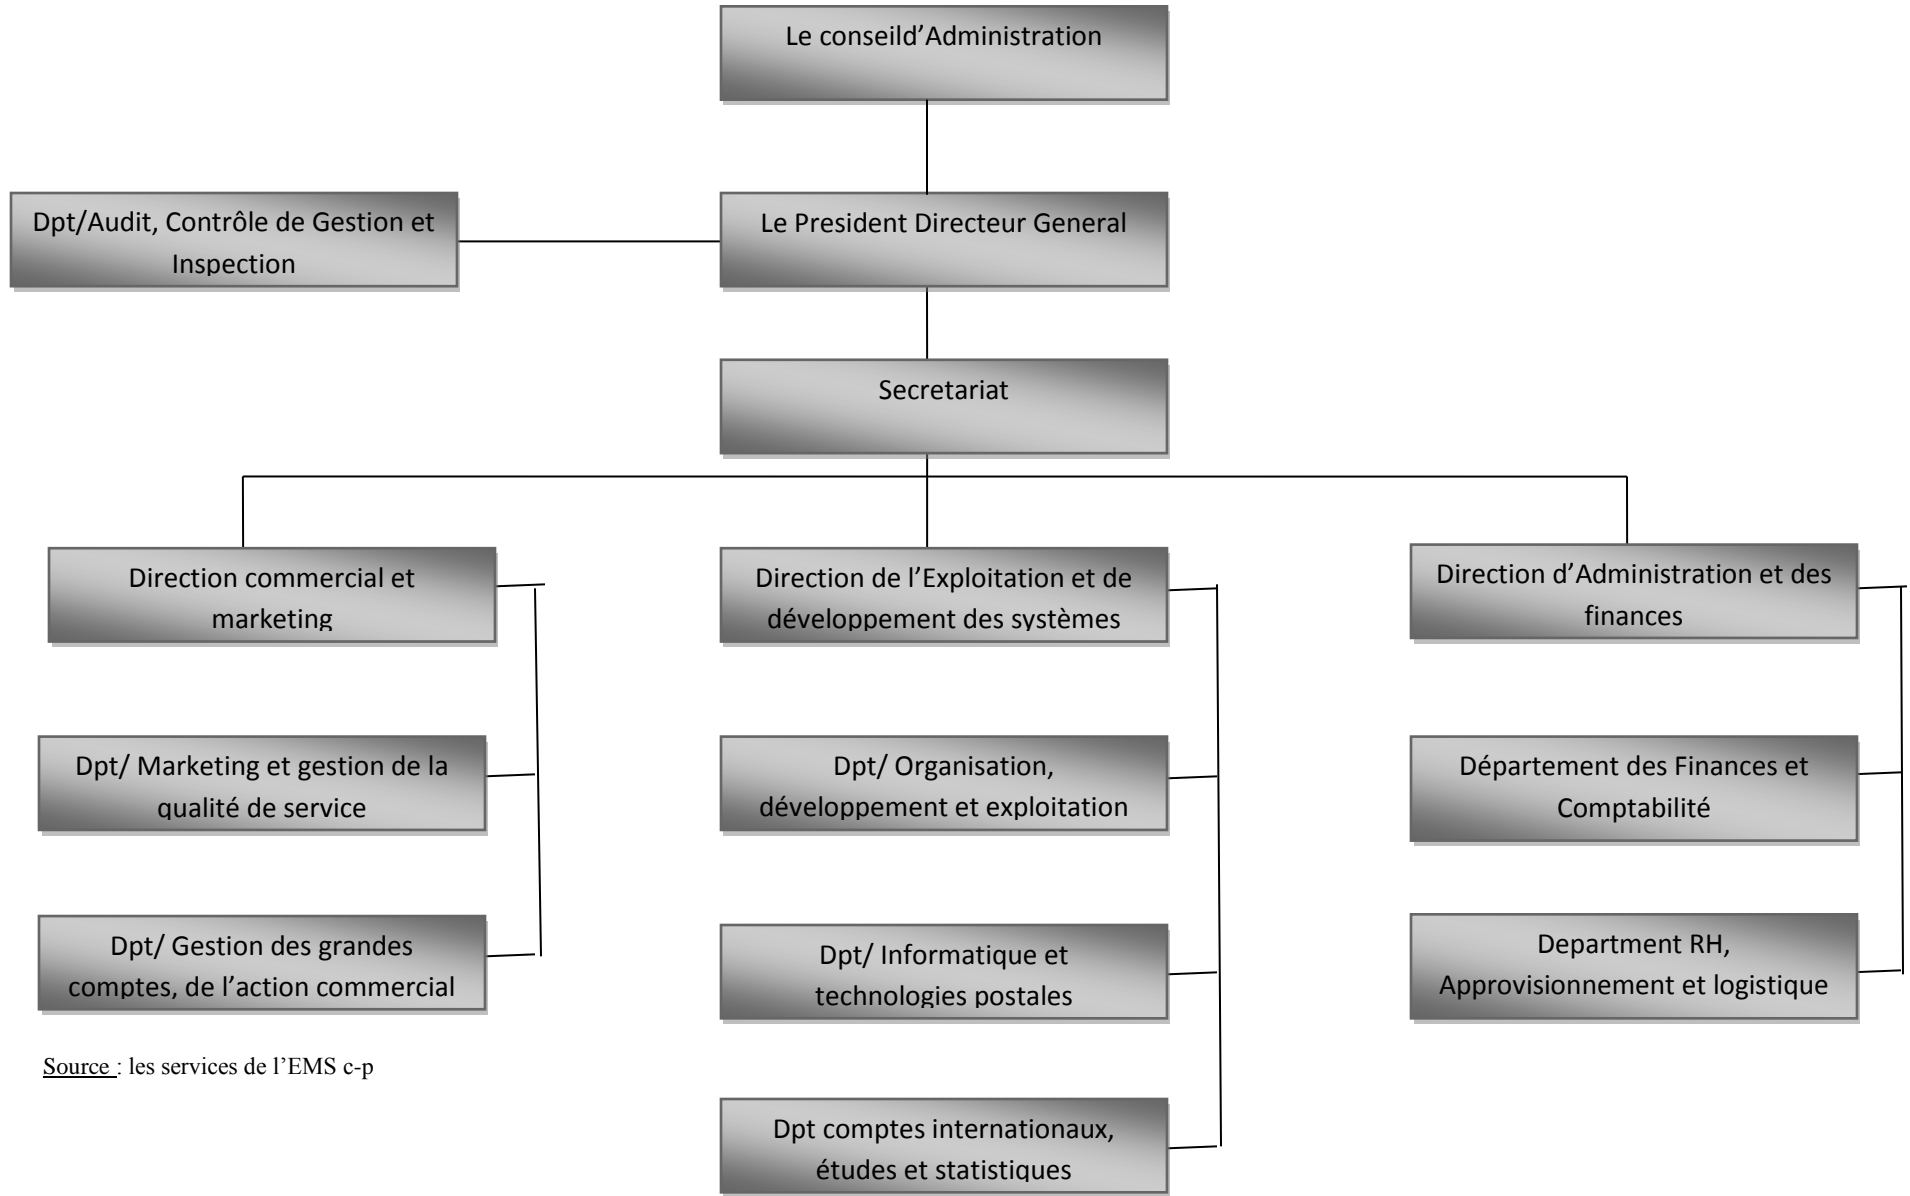 Le conseild’Administration
Dpt/Audit, Contrôle de Gestion et
Inspection
Le President Directeur General
Secretariat
Direction commercial et
marketing
Direction de l’Exploitation et de
développement des systèmes
Direction d’Administration et des
finances
Dpt/ Marketing et gestion de la
qualité de service
Dpt/ Organisation,
développement et exploitation
Département des Finances et
Comptabilité
Dpt/ Gestion des grandes
comptes, de l’action commercial
Dpt/ Informatique et
technologies postales
Department RH,
Approvisionnement et logistique
Source : les services de l’EMS c-p
Dpt comptes internationaux,
études et statistiques